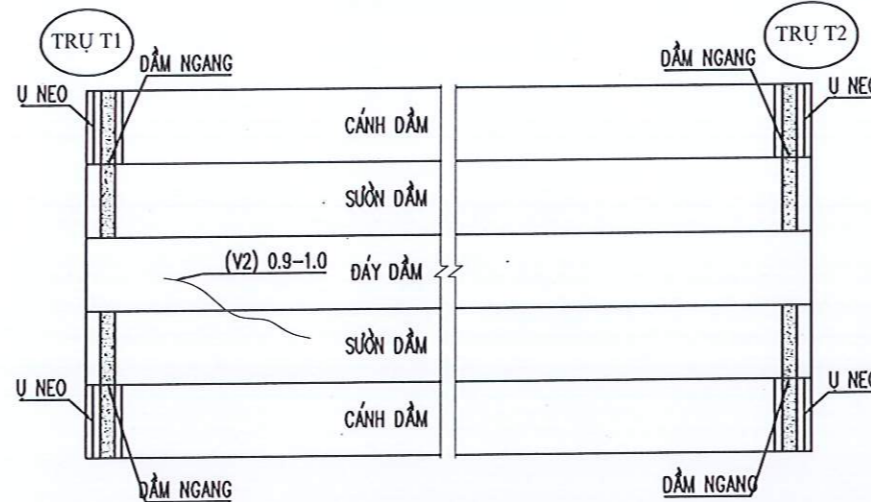 TRỤ T1
TRỤ T2
DẦM NGANG
DẦM NGANG
Ụ NEO
Ụ NEO
CÁNH DẦM
SƯỜN DẦM
(V2) 0.9-1.0
ĐÁY DẦM
SƯỜN DẦM
Ụ NEO
Ụ NEO
CÁNH DẦM
DẦM NGANG
DẦM NGANG